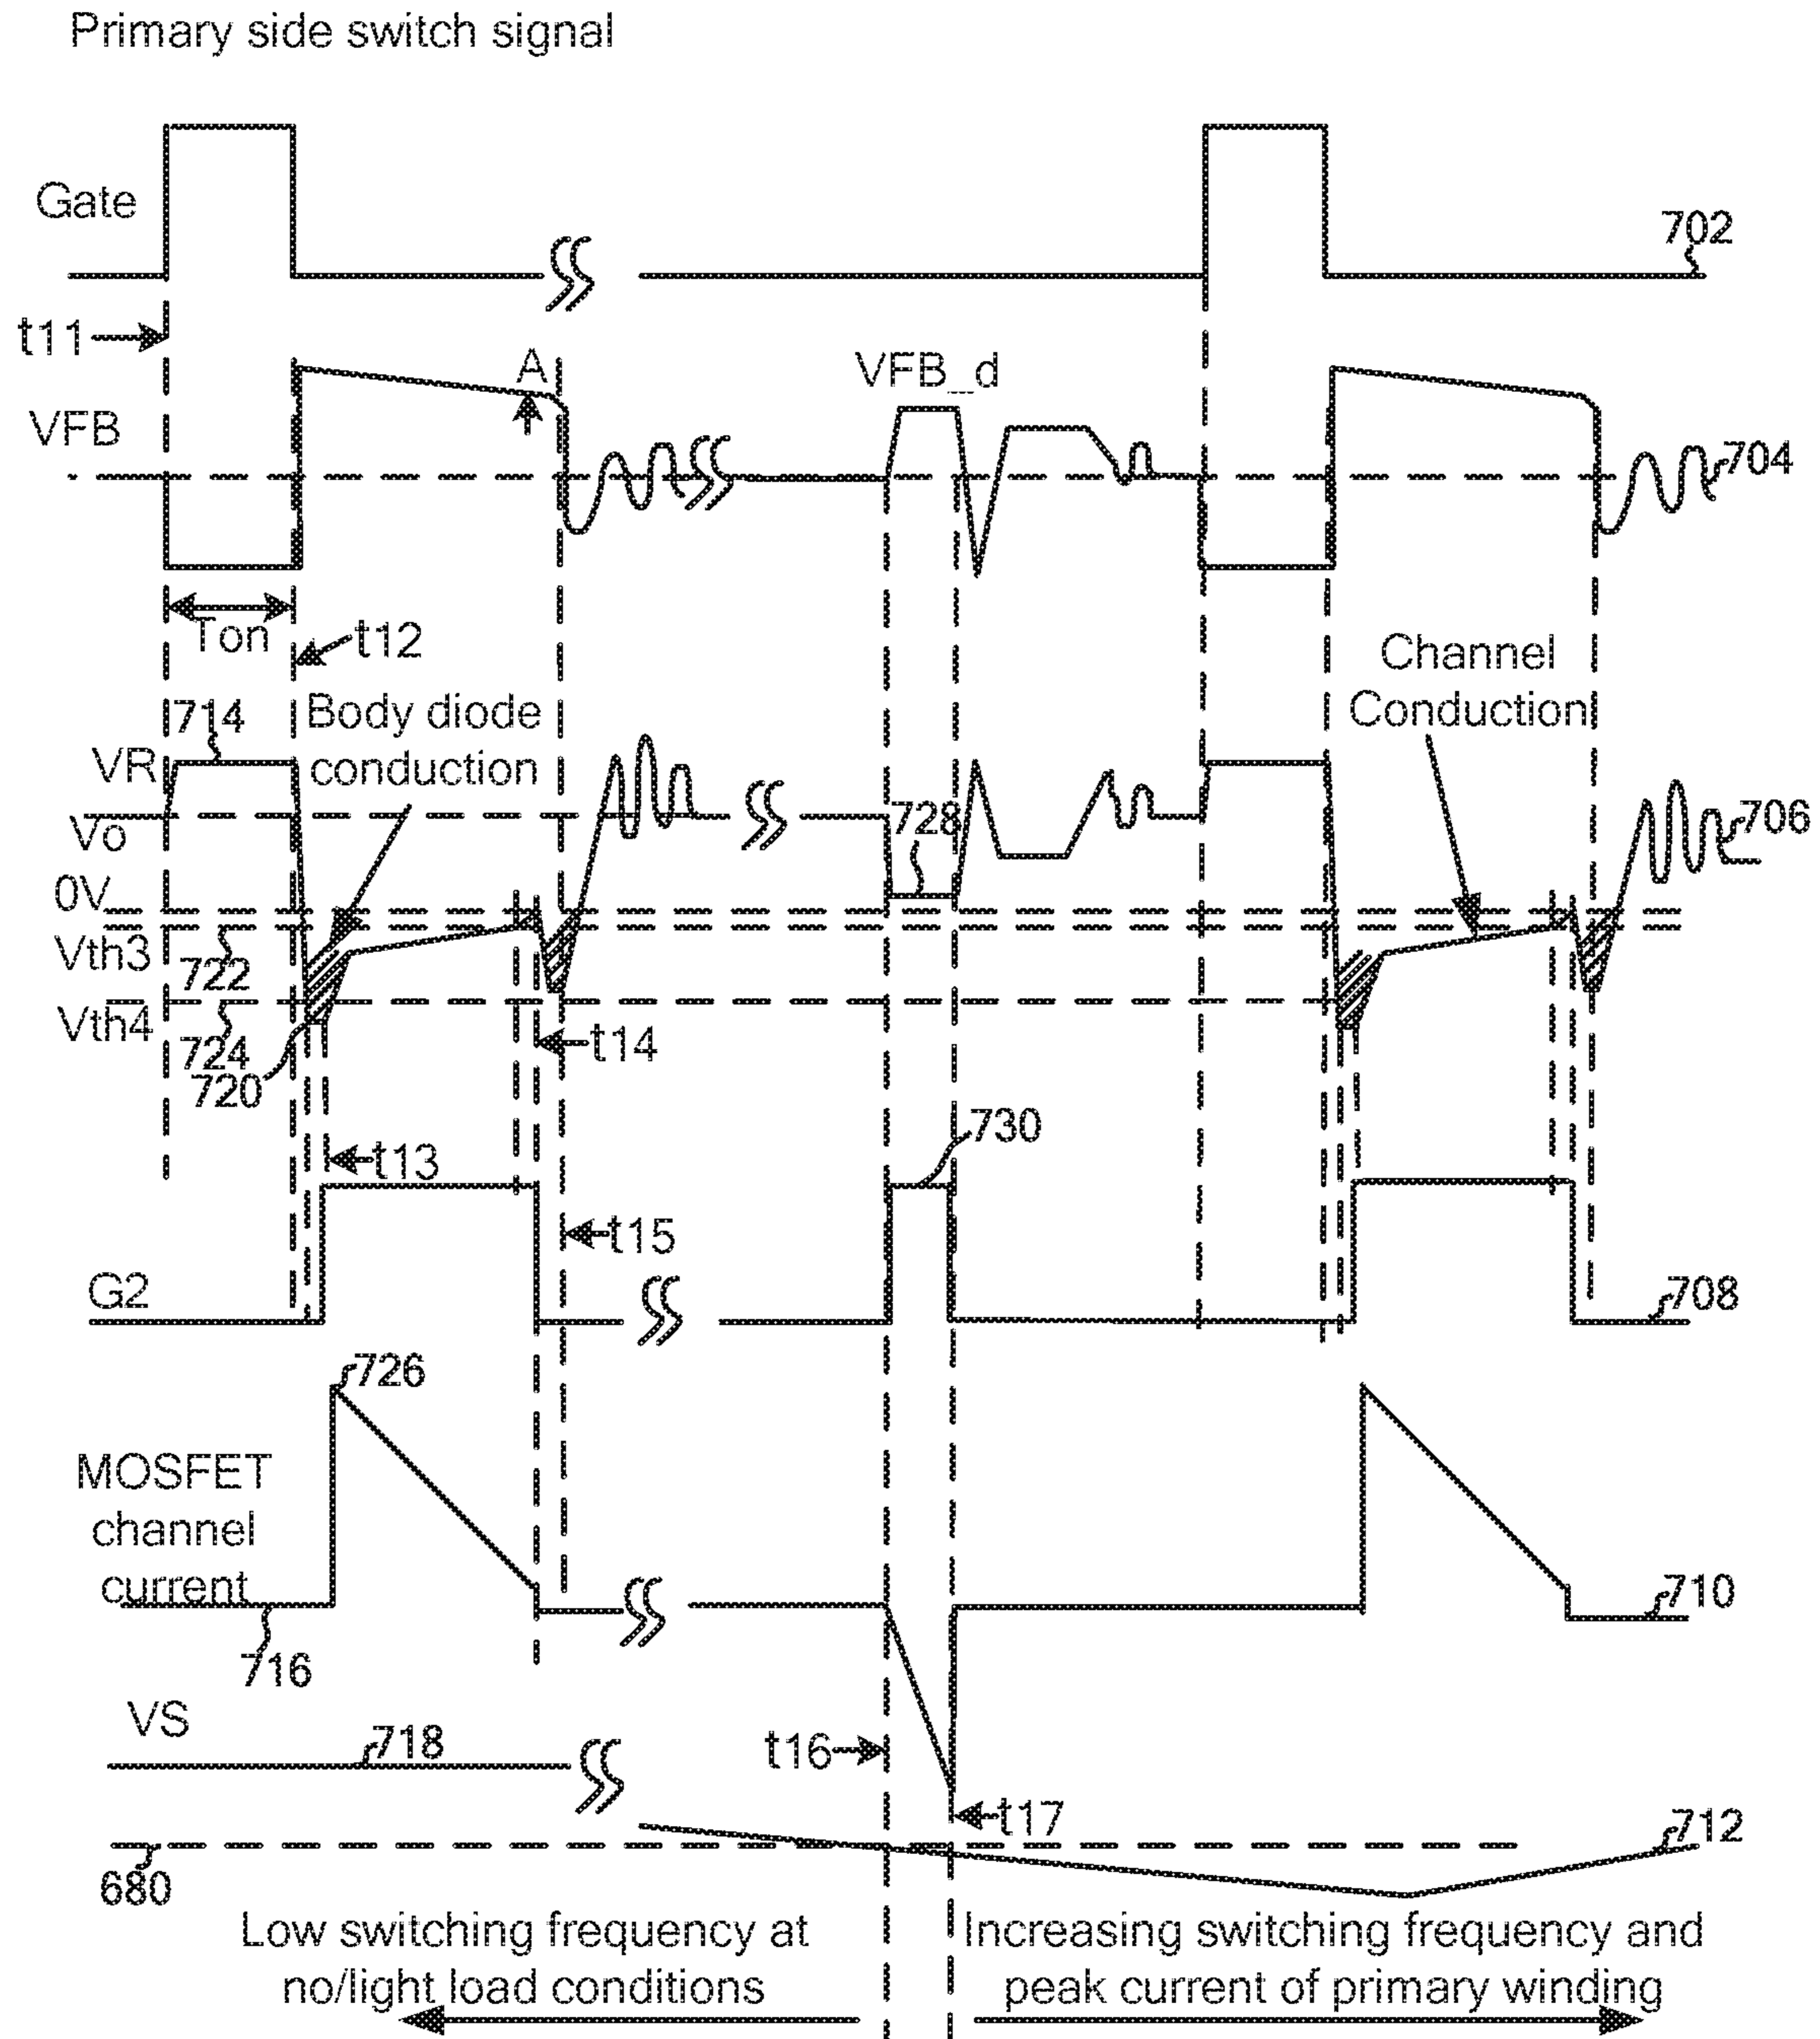 Primary side switch signal
Gate
702
t11
A
VFB_d
VFB
704
Ton
t12
Channel
Conduction
Body diode
conduction
714
VR
Vo
728
706
0V
Vth3
722
Vth4
724
720
t14
730
t13
t15
G2
708
726
MOSFET
channel
current
710
716
VS
718
t16
t17
712
680
Low switching frequency at
no/light load conditions
Increasing switching frequency and
peak current of primary winding